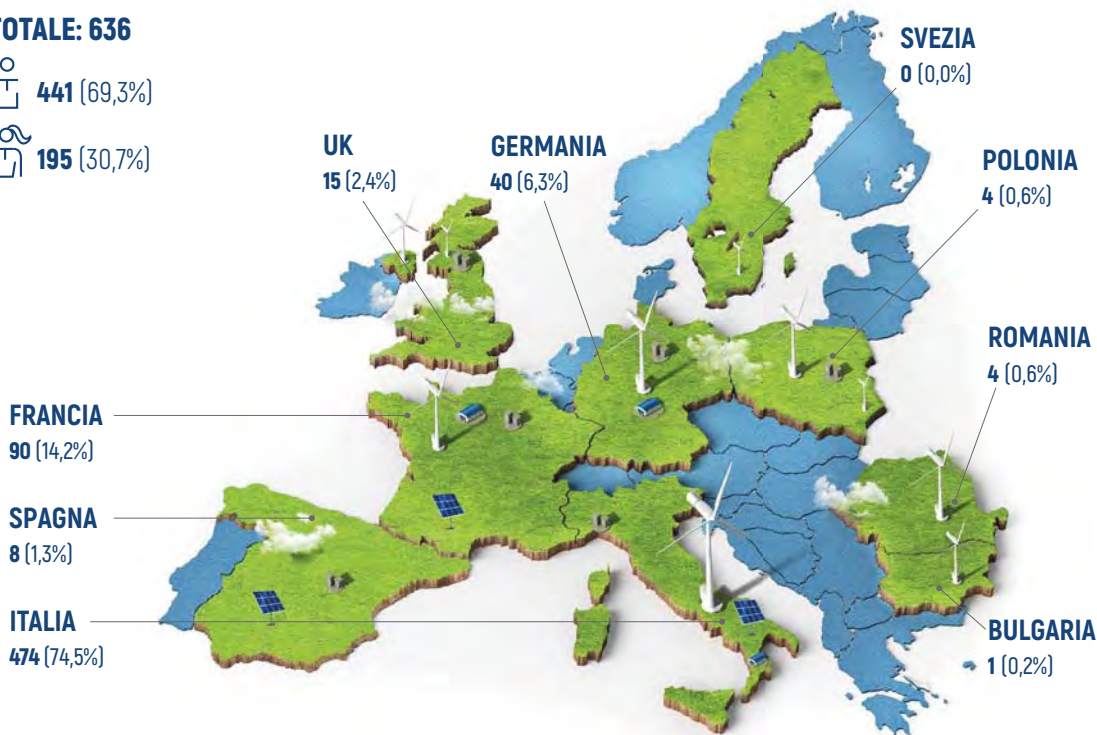 TOTALE: 636
441 (69,3%)
195 (30,7%)
SVEZIA
0 (0,0%)
UK
15 (2,4%)
GERMANIA
40 (6,3%)
POLONIA
4 (0,6%)
ROMANIA
4 (0,6%)
FRANCIA
90 (14,2%)
SPAGNA
8 (1,3%)
ITALIA
474 (74,5%)
BULGARIA
1 (0,2%)